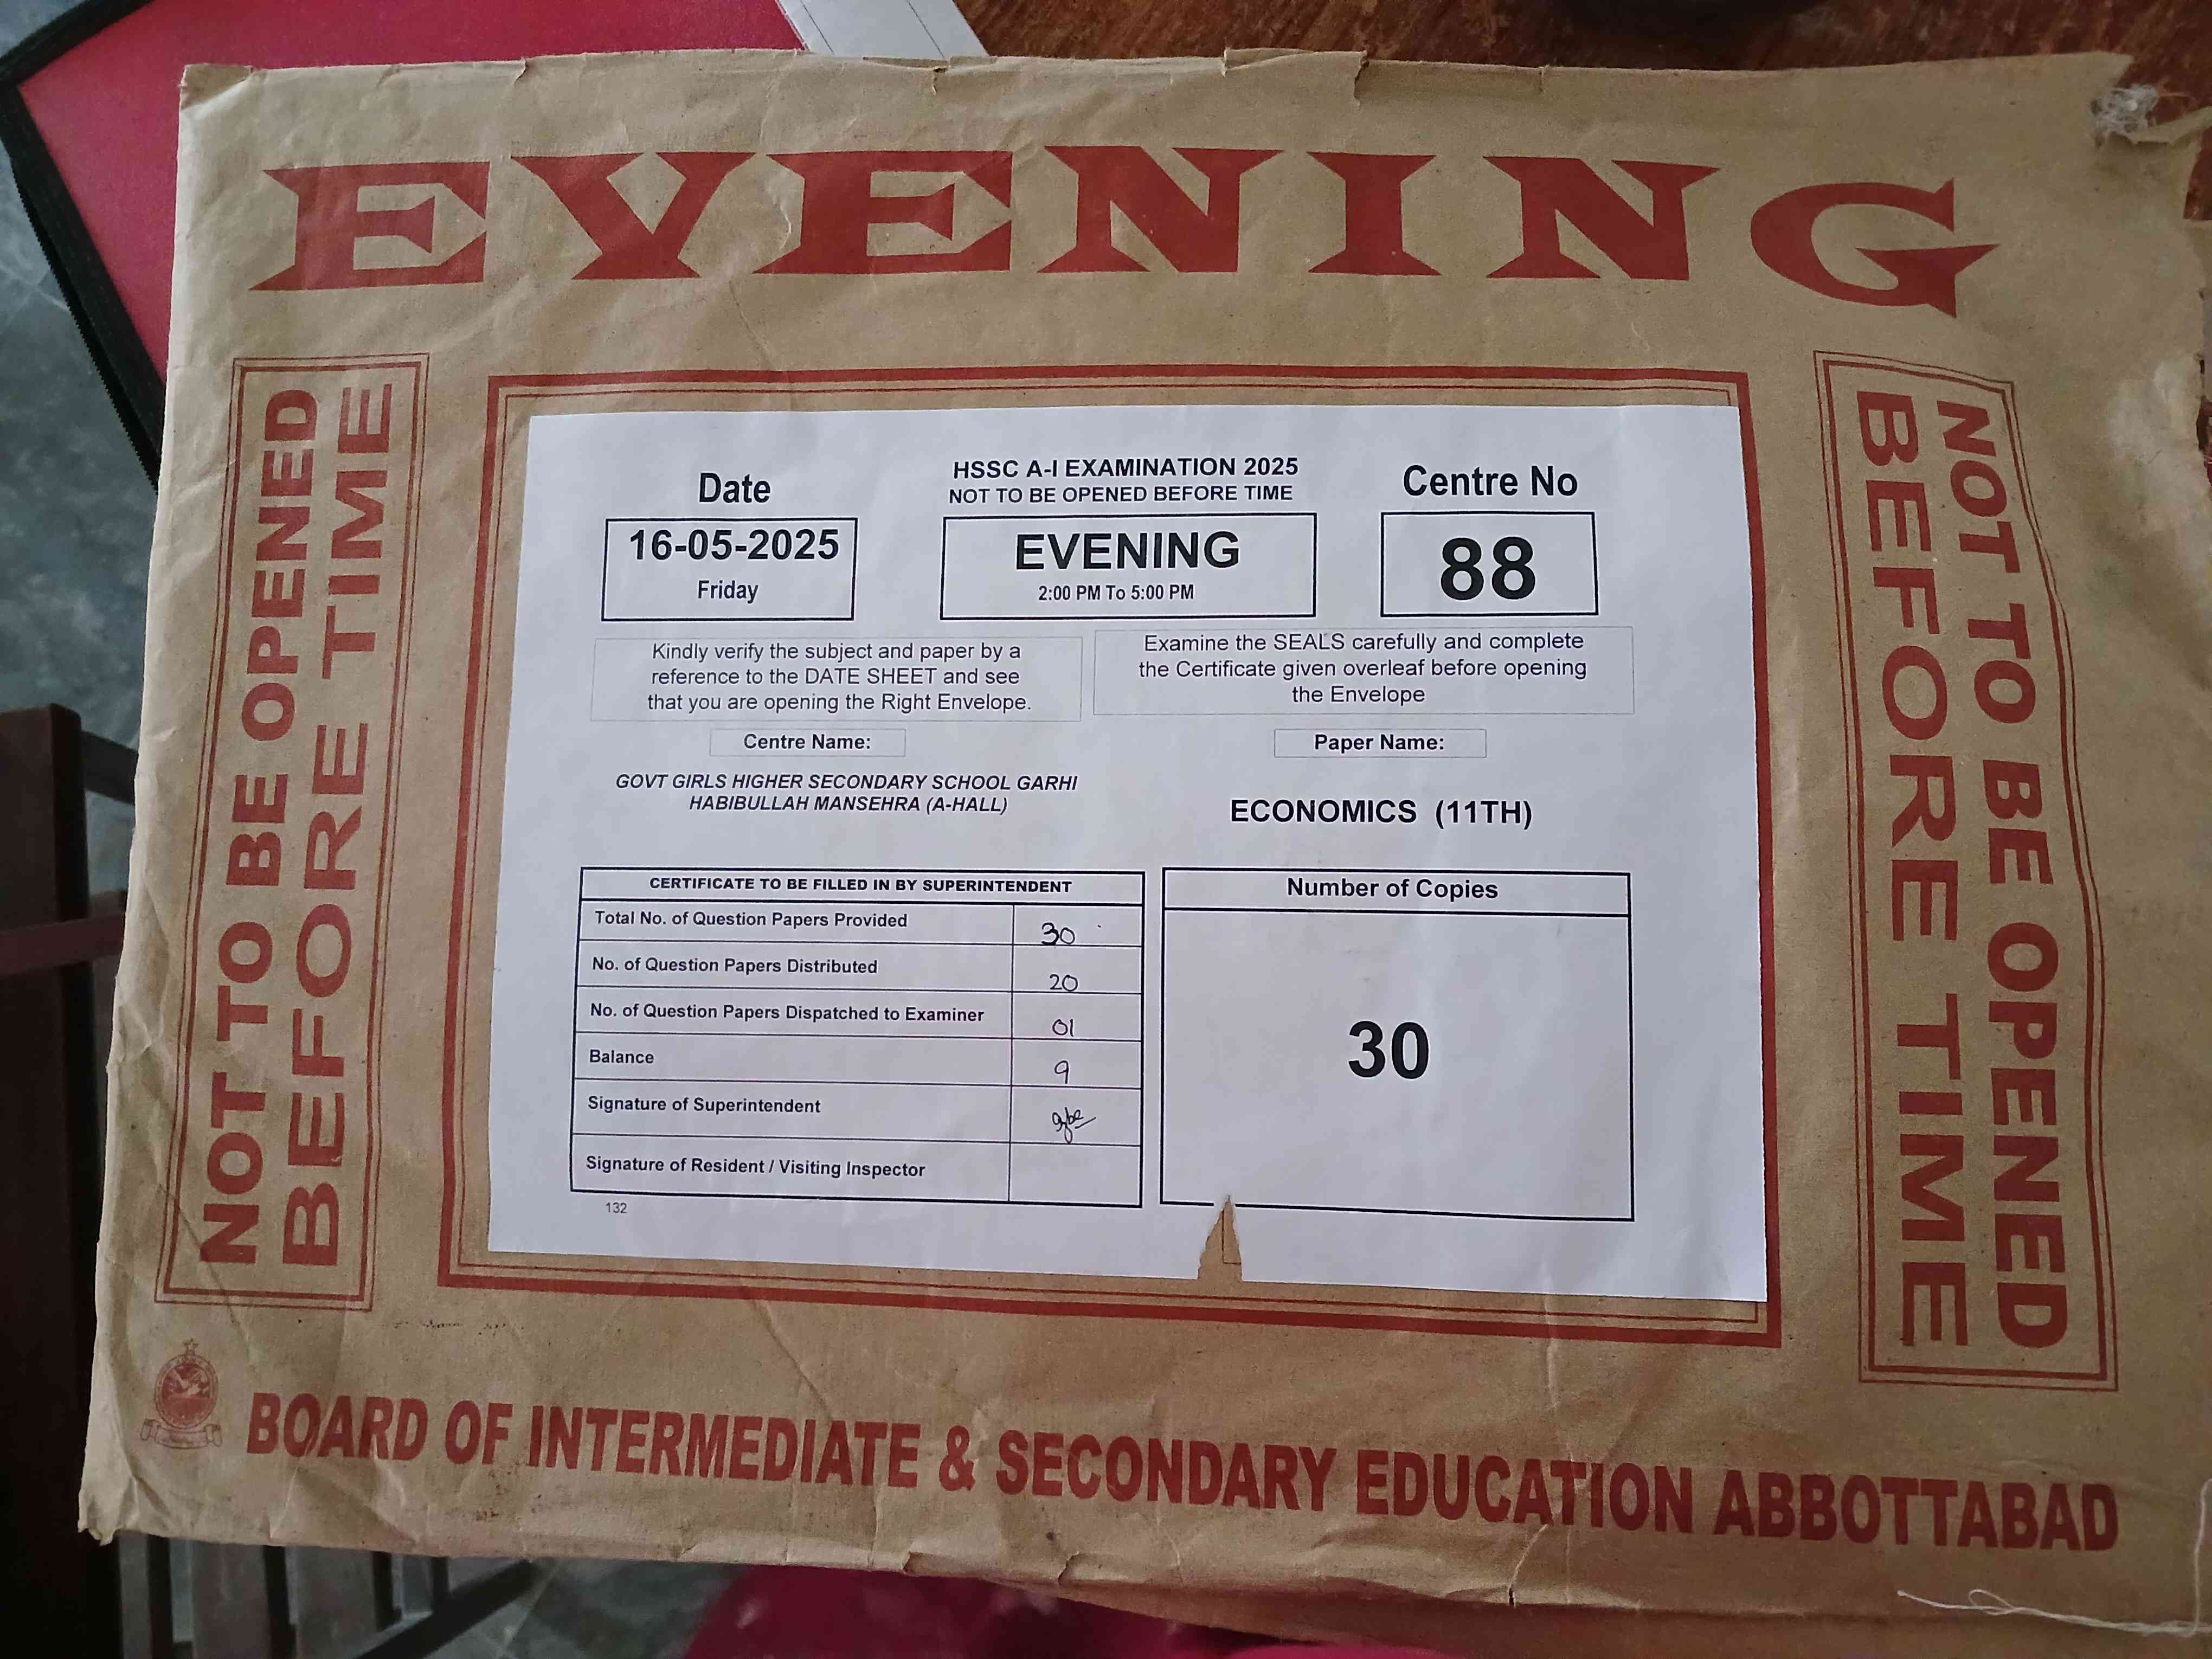 EVENING
NOT TO BE OPENED
BEFORE TIME
NOT TO BE OPENED
BEFORE TIME
Date
16-05-2025
Friday
HSSC A-I EXAMINATION 2025
NOT TO BE OPENED BEFORE TIME
EVENING
2:00 PM To 5:00 PM
Centre No
88
Kindly verify the subject and paper by a
reference to the DATE SHEET and see
that you are opening the Right Envelope.
Examine the SEALS carefully and complete
the Certificate given overleaf before opening
the Envelope
Centre Name:
GOVT GIRLS HIGHER SECONDARY SCHOOL GARHI
HABIBULLAH MANSEHRA (A-HALL)
Paper Name:
ECONOMICS (11TH)
CERTIFICATE TO BE FILLED IN BY SUPERINTENDENT
Total No. of Question Papers Provided 30
No. of Question Papers Distributed 20
No. of Question Papers Dispatched to Examiner 01
Balance 9
Signature of Superintendent
Signature of Resident / Visiting Inspector
132
Number of Copies
30
BOARD OF INTERMEDIATE & SECONDARY EDUCATION ABBOTTABAD